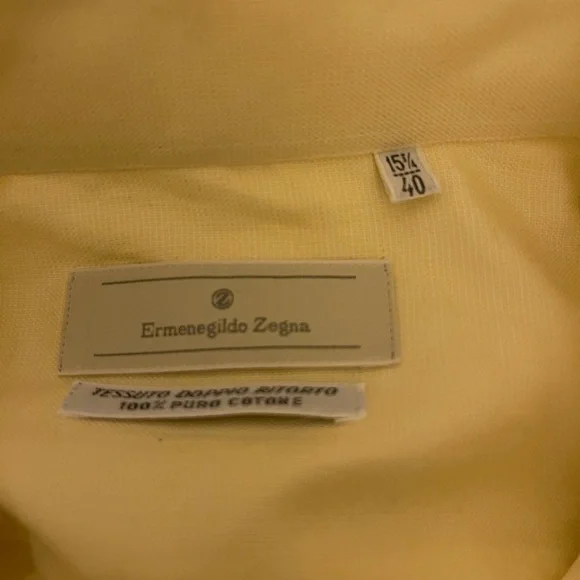 15¾
40
Z
Ermenegildo Zegna
TESSUTO DOPPIO RITORTO
100% PURO COTONE